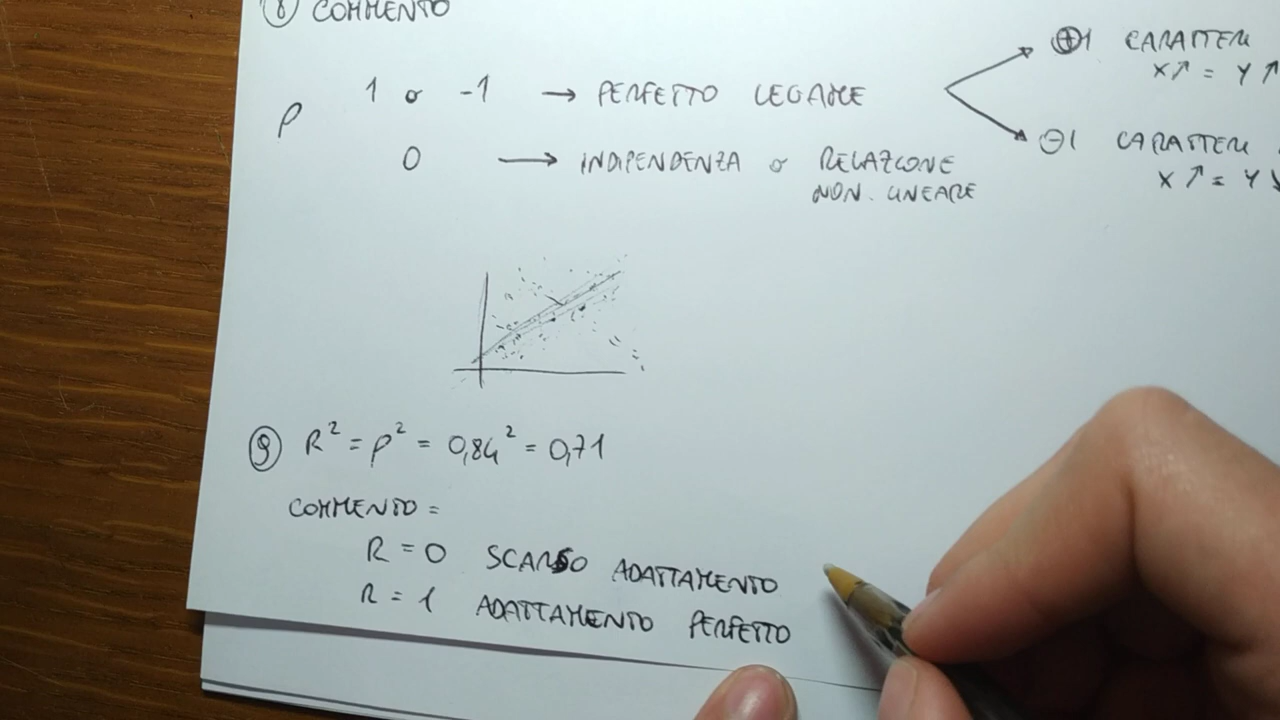 ⑧ COMMENTO
⊕1 CARATTERI
X↗ = Y↗
ρ 1 o -1 → PERFETTO LEGAME
0 → INDIPENDENZA o RELAZIONE
NON. LINEARE
⊖1 CARATTERI
X↗ = Y↘
⑨ R² = ρ² = 0,84² = 0,71
COMMENTO =
R = 0 SCARSO ADATTAMENTO
R = 1 ADATTAMENTO PERFETTO